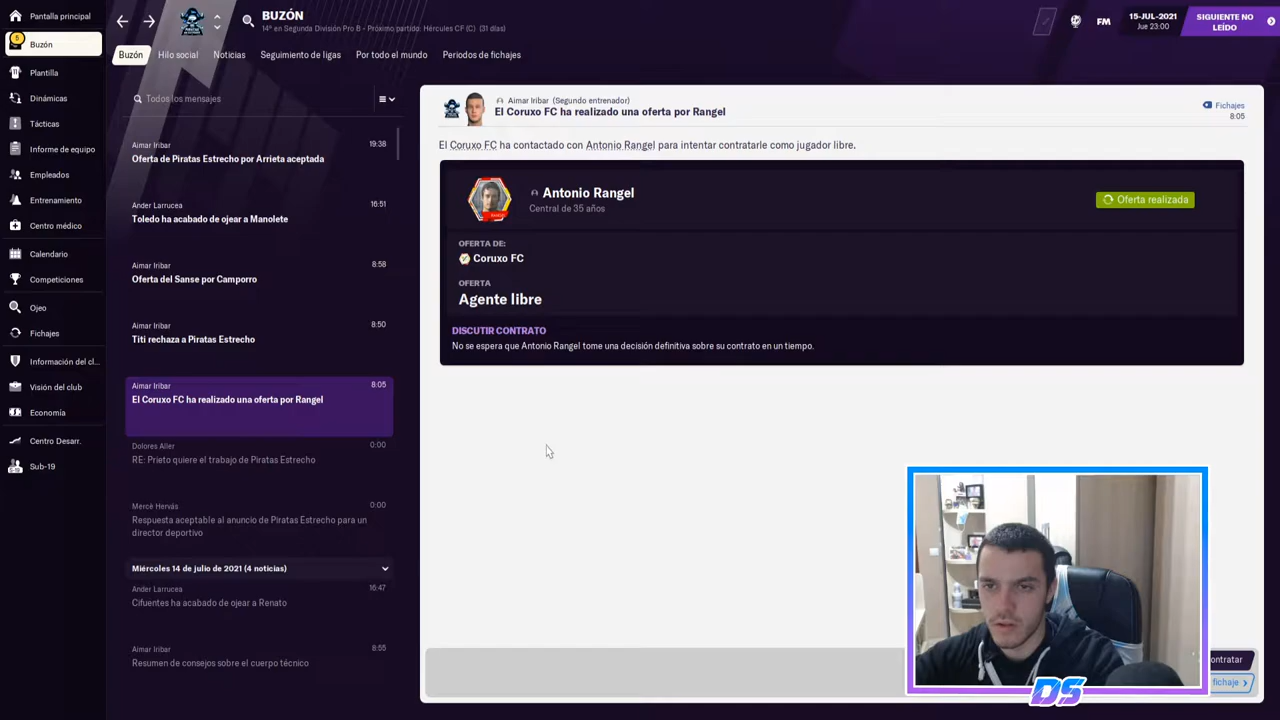 Pantalla principal
5
Buzón
Plantilla
Dinámicas
Tácticas
Informe de equipo
Empleados
Entrenamiento
Centro médico
Calendario
Competiciones
Ojeo
Fichajes
Información del cl...
Visión del club
Economía
Centro Desarr.
Sub-19
BUZÓN
14º en Segunda División Pro B - Próximo partido: Hércules CF (C) (31 días)
FM
15-JUL-2021
Jue 23:00
SIGUIENTE NO
LEÍDO
Buzón
Hilo social
Noticias
Seguimiento de ligas
Por todo el mundo
Periodos de fichajes
Todos los mensajes
Aimar Iribar
19:38
Oferta de Piratas Estrecho por Arrieta aceptada
Ander Larrucea
16:51
Toledo ha acabado de ojear a Manolete
Aimar Iribar
8:58
Oferta del Sanse por Camporro
Aimar Iribar
8:50
Titi rechaza a Piratas Estrecho
Aimar Iribar
8:05
El Coruxo FC ha realizado una oferta por Rangel
Dolores Aller
0:00
RE: Prieto quiere el trabajo de Piratas Estrecho
Mercè Hervás
0:00
Respuesta aceptable al anuncio de Piratas Estrecho para un
director deportivo
Miércoles 14 de julio de 2021 (4 noticias)
Ander Larrucea
16:47
Cifuentes ha acabado de ojear a Renato
Aimar Iribar
8:55
Resumen de consejos sobre el cuerpo técnico
Aimar Iribar (Segundo entrenador)
El Coruxo FC ha realizado una oferta por Rangel
Fichajes
8:05
El Coruxo FC ha contactado con Antonio Rangel para intentar contratarle como jugador libre.
Antonio Rangel
Central de 35 años
Oferta realizada
OFERTA DE:
Coruxo FC
OFERTA
Agente libre
DISCUTIR CONTRATO
No se espera que Antonio Rangel tome una decisión definitiva sobre su contrato en un tiempo.
ontratar
fichaje
DS